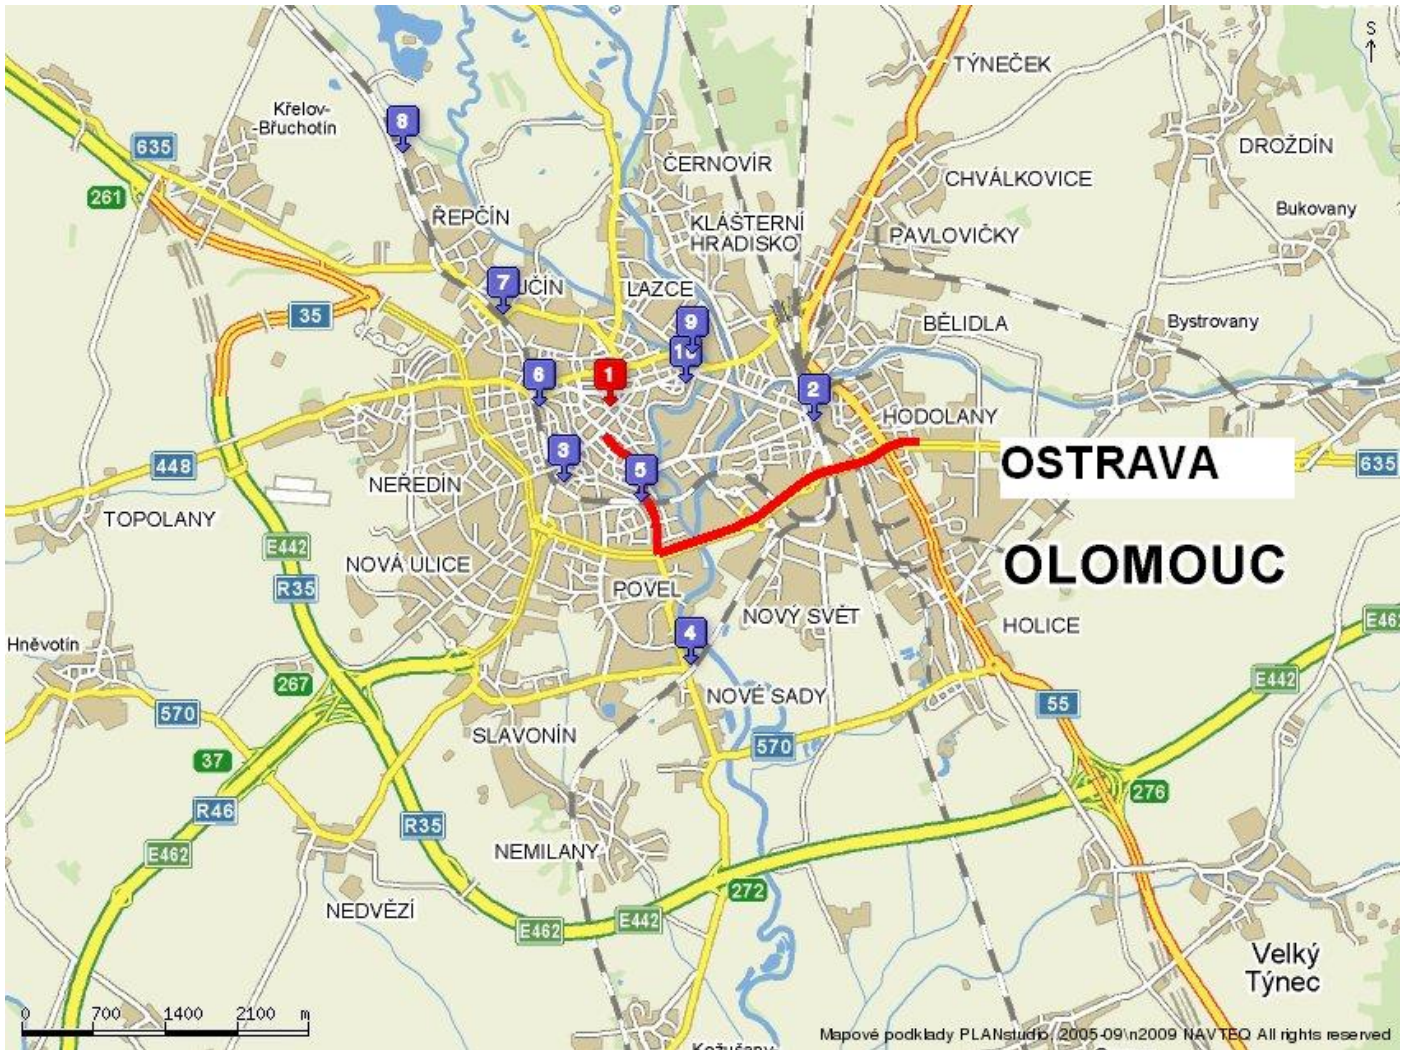 S
TÝNEČEK
Křelov-
-Břuchotín
8
635
DROŽDÍN
ČERNOVÍR
CHVÁLKOVICE
261
Bukovany
ŘEPČÍN
KLÁŠTERNÍ
HRADISKO
PAVLOVIČKY
7
JČÍN
LAZCE
35
9
BĚLIDLA
Bystrovany
10
6
1
2
HODOLANY
3
5
OSTRAVA
448
635
NEŘEDÍN
TOPOLANY
E442
NOVÁ ULICE
OLOMOUC
R35
POVEL
NOVÝ SVĚT
E462
HOLICE
4
Hněvotín
267
E442
NOVÉ SADY
570
55
SLAVONÍN
570
37
276
R46
R35
E462
NEMILANY
272
NEDVĚZÍ
E442
E462
Velký
Týnec
0 700 1400 2100 m
Mapové podklady PLANstudio, 2005-09\n2009 NAVTEQ All rights reserved
Kožušany